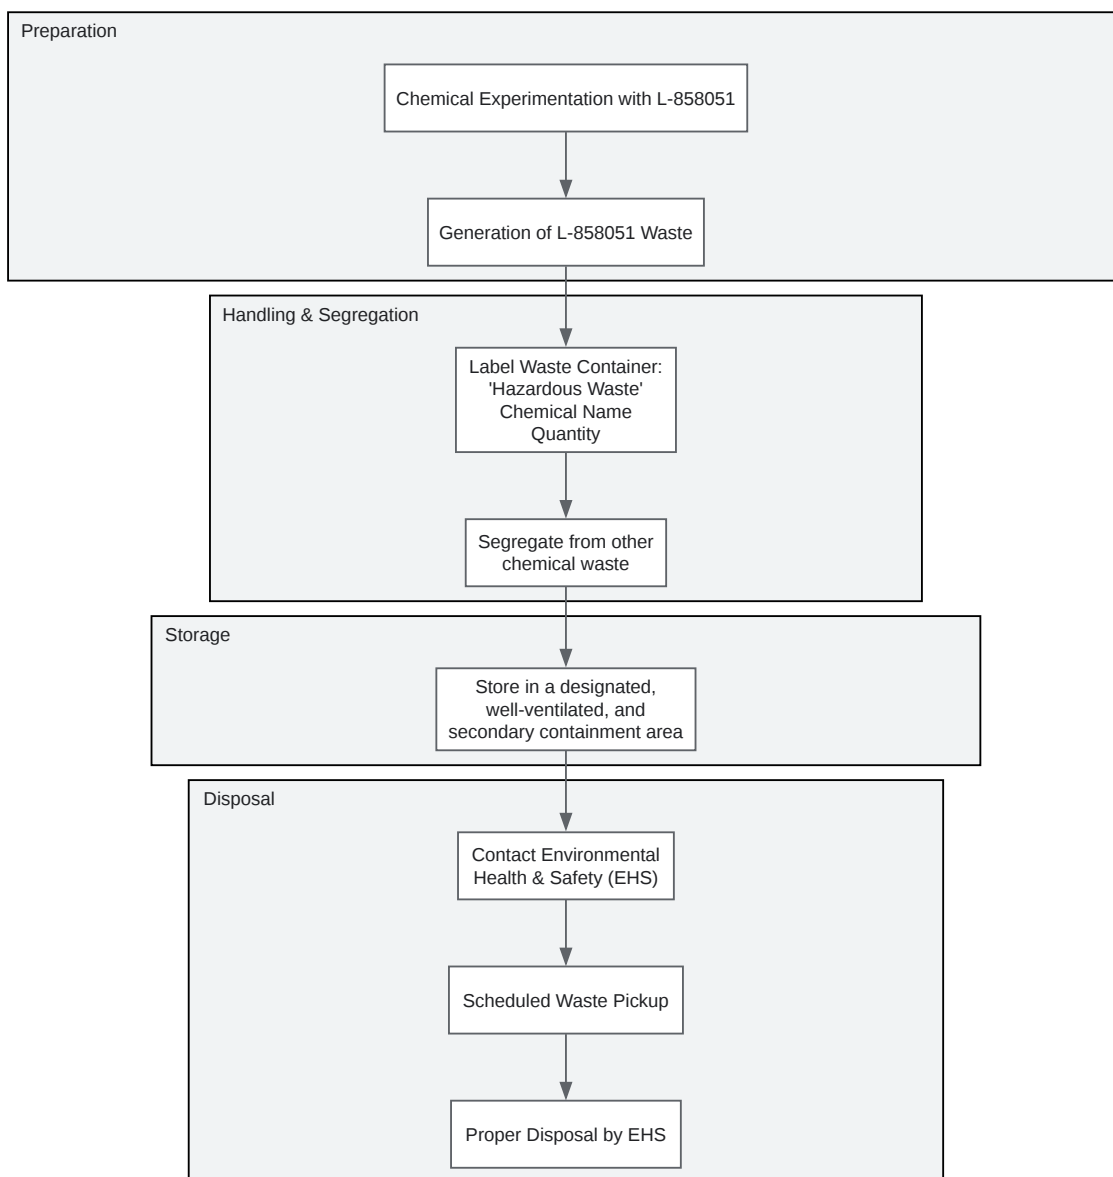 Preparation
Chemical Experimentation with L-858051
Generation of L-858051 Waste
Handling & Segregation
Label Waste Container:
'Hazardous Waste'
Chemical Name
Quantity
Segregate from other
chemical waste
Storage
Store in a designated,
well-ventilated, and
secondary containment area
Disposal
Contact Environmental
Health & Safety (EHS)
Scheduled Waste Pickup
Proper Disposal by EHS